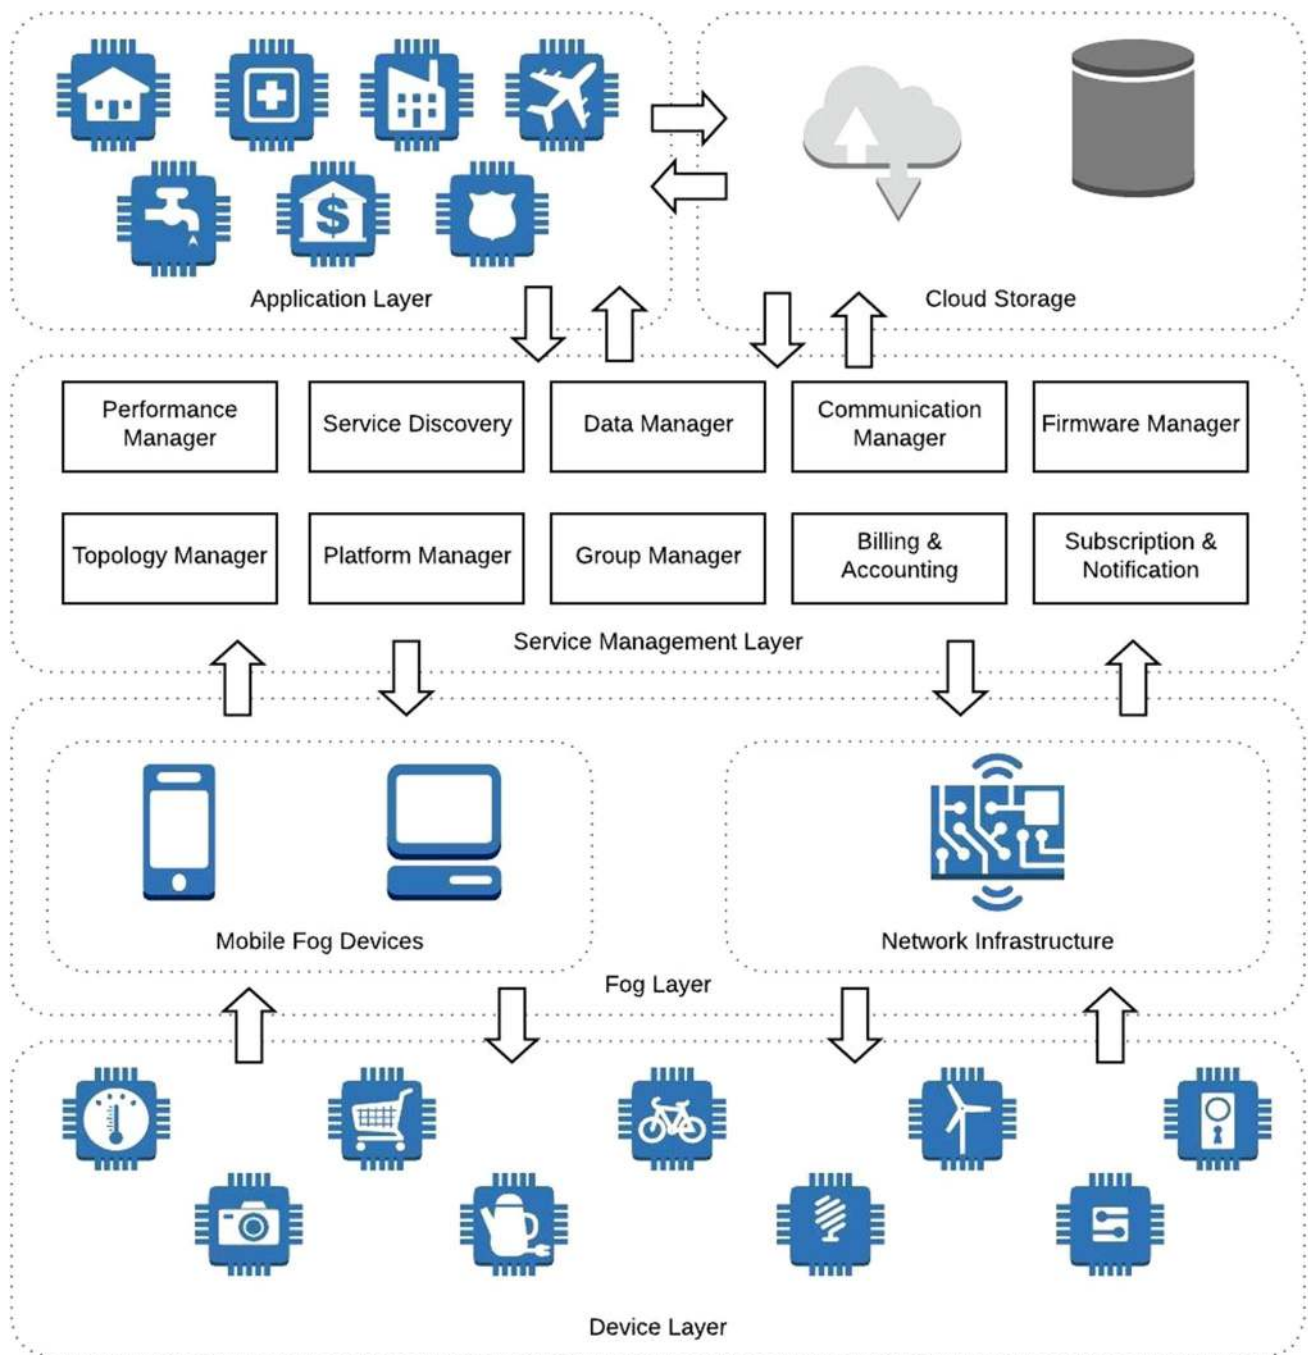 $
Application Layer
Cloud Storage
Performance
Manager
Service Discovery
Data Manager
Communication
Manager
Firmware Manager
Topology Manager
Platform Manager
Group Manager
Billing &
Accounting
Subscription &
Notification
Service Management Layer
Mobile Fog Devices
Network Infrastructure
Fog Layer
Device Layer